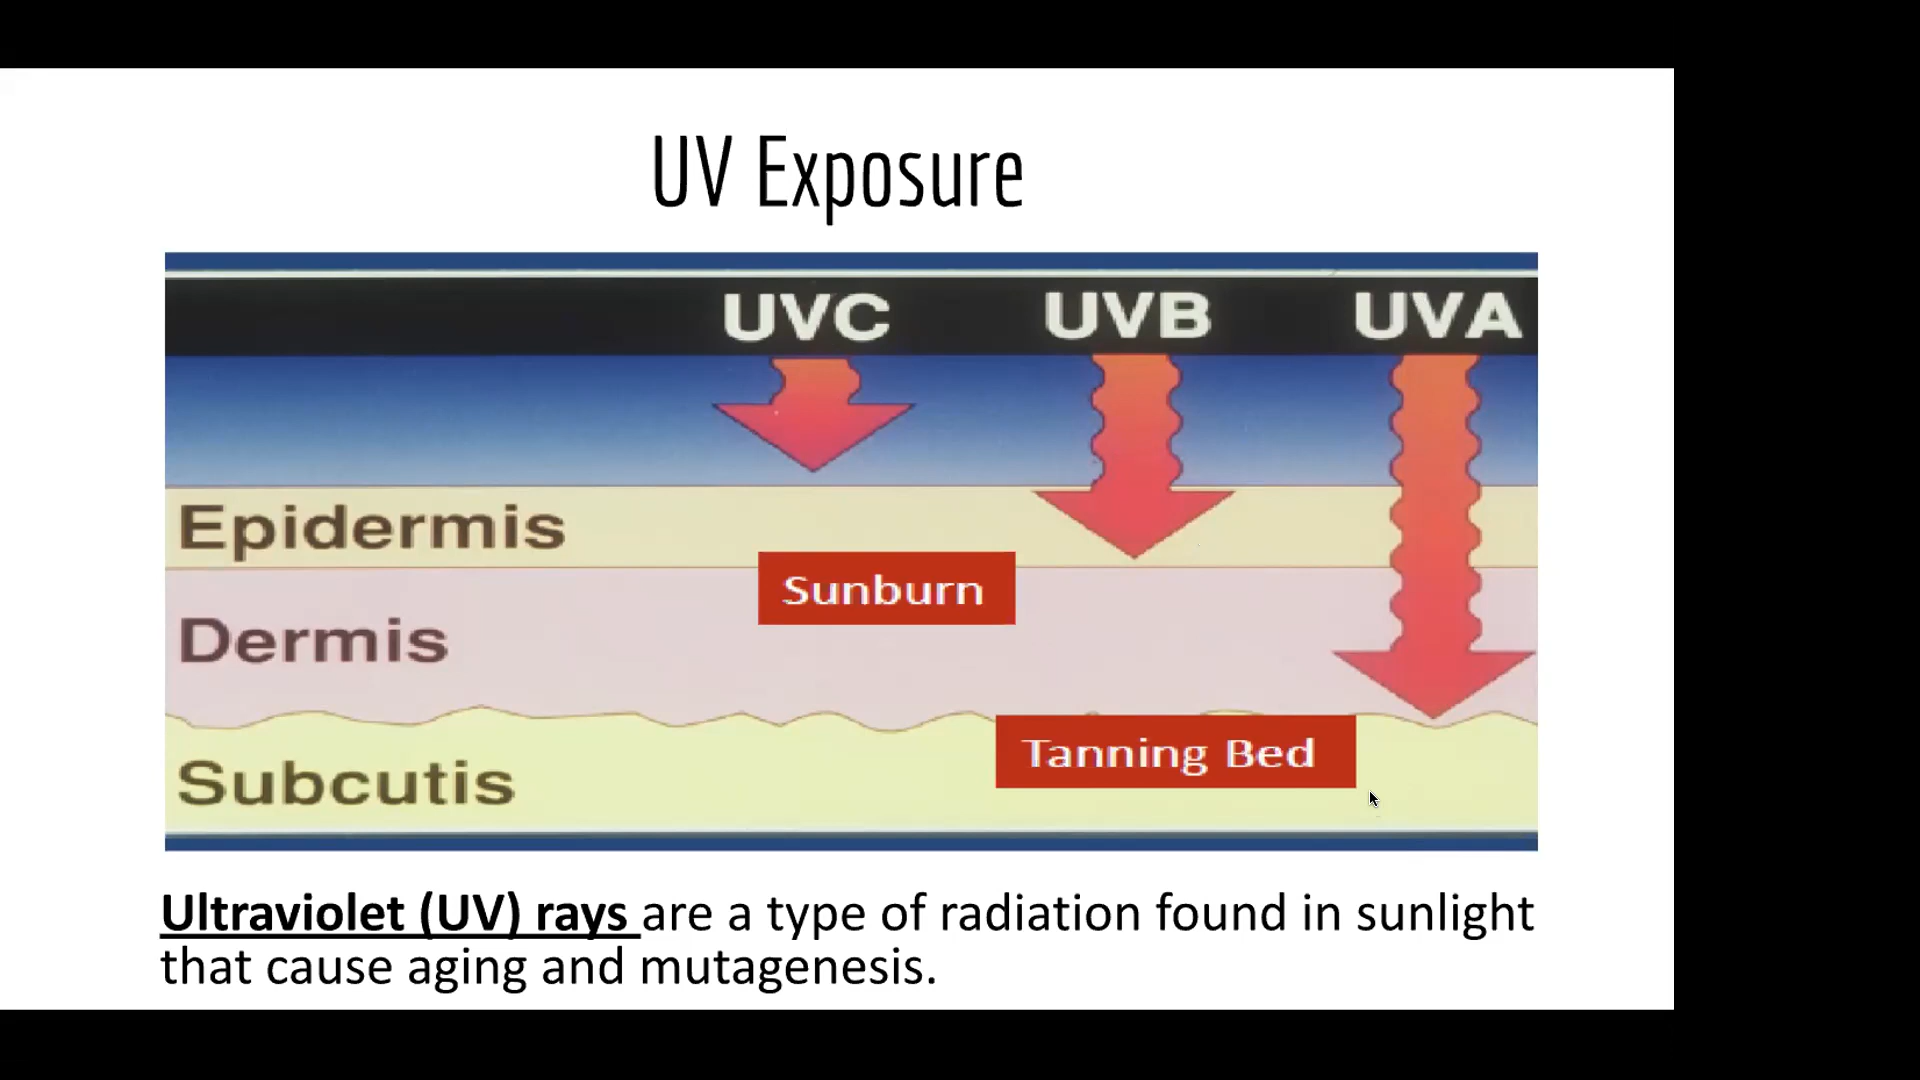 UV Exposure
UVC UVB UVA
Epidermis
Sunburn
Dermis
Tanning Bed
Subcutis
Ultraviolet (UV) rays are a type of radiation found in sunlight
that cause aging and mutagenesis.